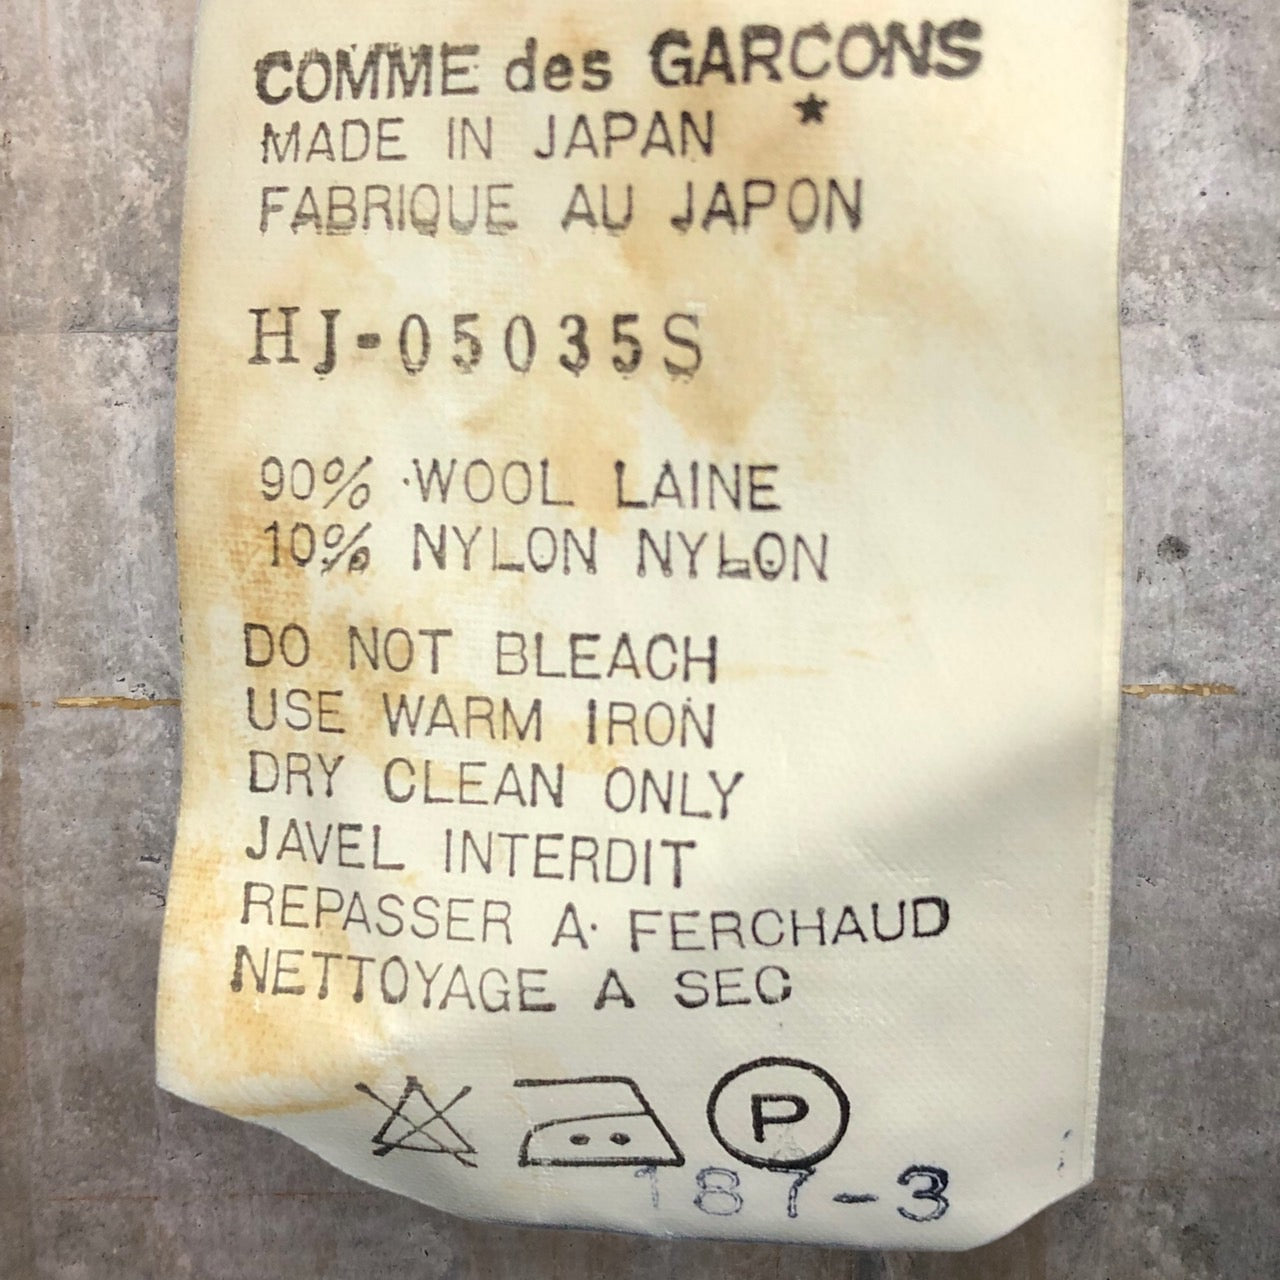 COMME des GARCONS
★
MADE IN JAPAN
FABRIQUE AU JAPON
HJ-05035S
90% WOOL LAINE
10% NYLON NYLON
DO NOT BLEACH
USE WARM IRON
DRY CLEAN ONLY
JAVEL INTERDIT
REPASSER A· FERCHAUD
NETTOYAGE A SEC
P
187-3